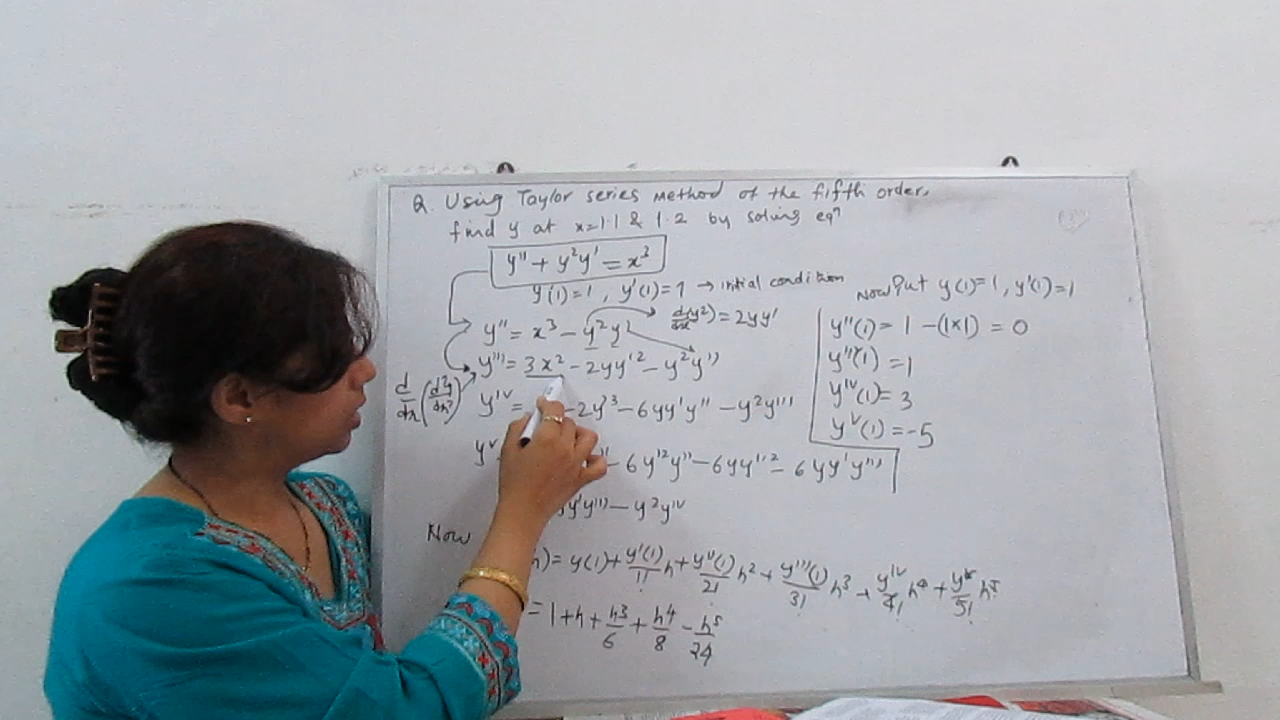 Q. Using Taylor series method of the fifth order,
find y at x=1.1 & 1.2 by solving eqⁿ
y'' + y²y' = x³
y(1)=1, y'(1)=1 → initial condition
Now Put y(1)=1, y'(1)=1
y'' = x³ - y²y'
d/dx(y²) = 2yy'
y''' = 3x² - 2yy'² - y²y''
d/dx(d²y/dx²)
y^iv = - 2y'³ - 6yy'y'' - y²y'''
y^v - 6y'²y'' - 6yy''² - 6yy'y'''
y'y''' - y²y^iv
y''(1) = 1 - (1x1) = 0
y'''(1) = 1
y^iv(1) = 3
y^v(1) = -5
Now
h) = y(1) + y'(1)/1! h + y''(1)/2! h² + y'''(1)/3! h³ + y^iv/4! h⁴ + y^v/5! h⁵
= 1 + h + h³/6 + h⁴/8 - h⁵/24